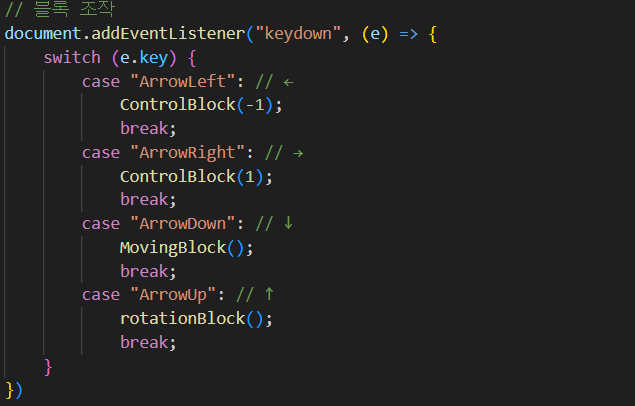 // 블록 조작
document.addEventListener("keydown", (e) => {
    switch (e.key) {
        case "ArrowLeft": // ←
            ControlBlock(-1);
            break;
        case "ArrowRight": // →
            ControlBlock(1);
            break;
        case "ArrowDown": // ↓
            MovingBlock();
            break;
        case "ArrowUp": // ↑
            rotationBlock();
            break;
    }
})